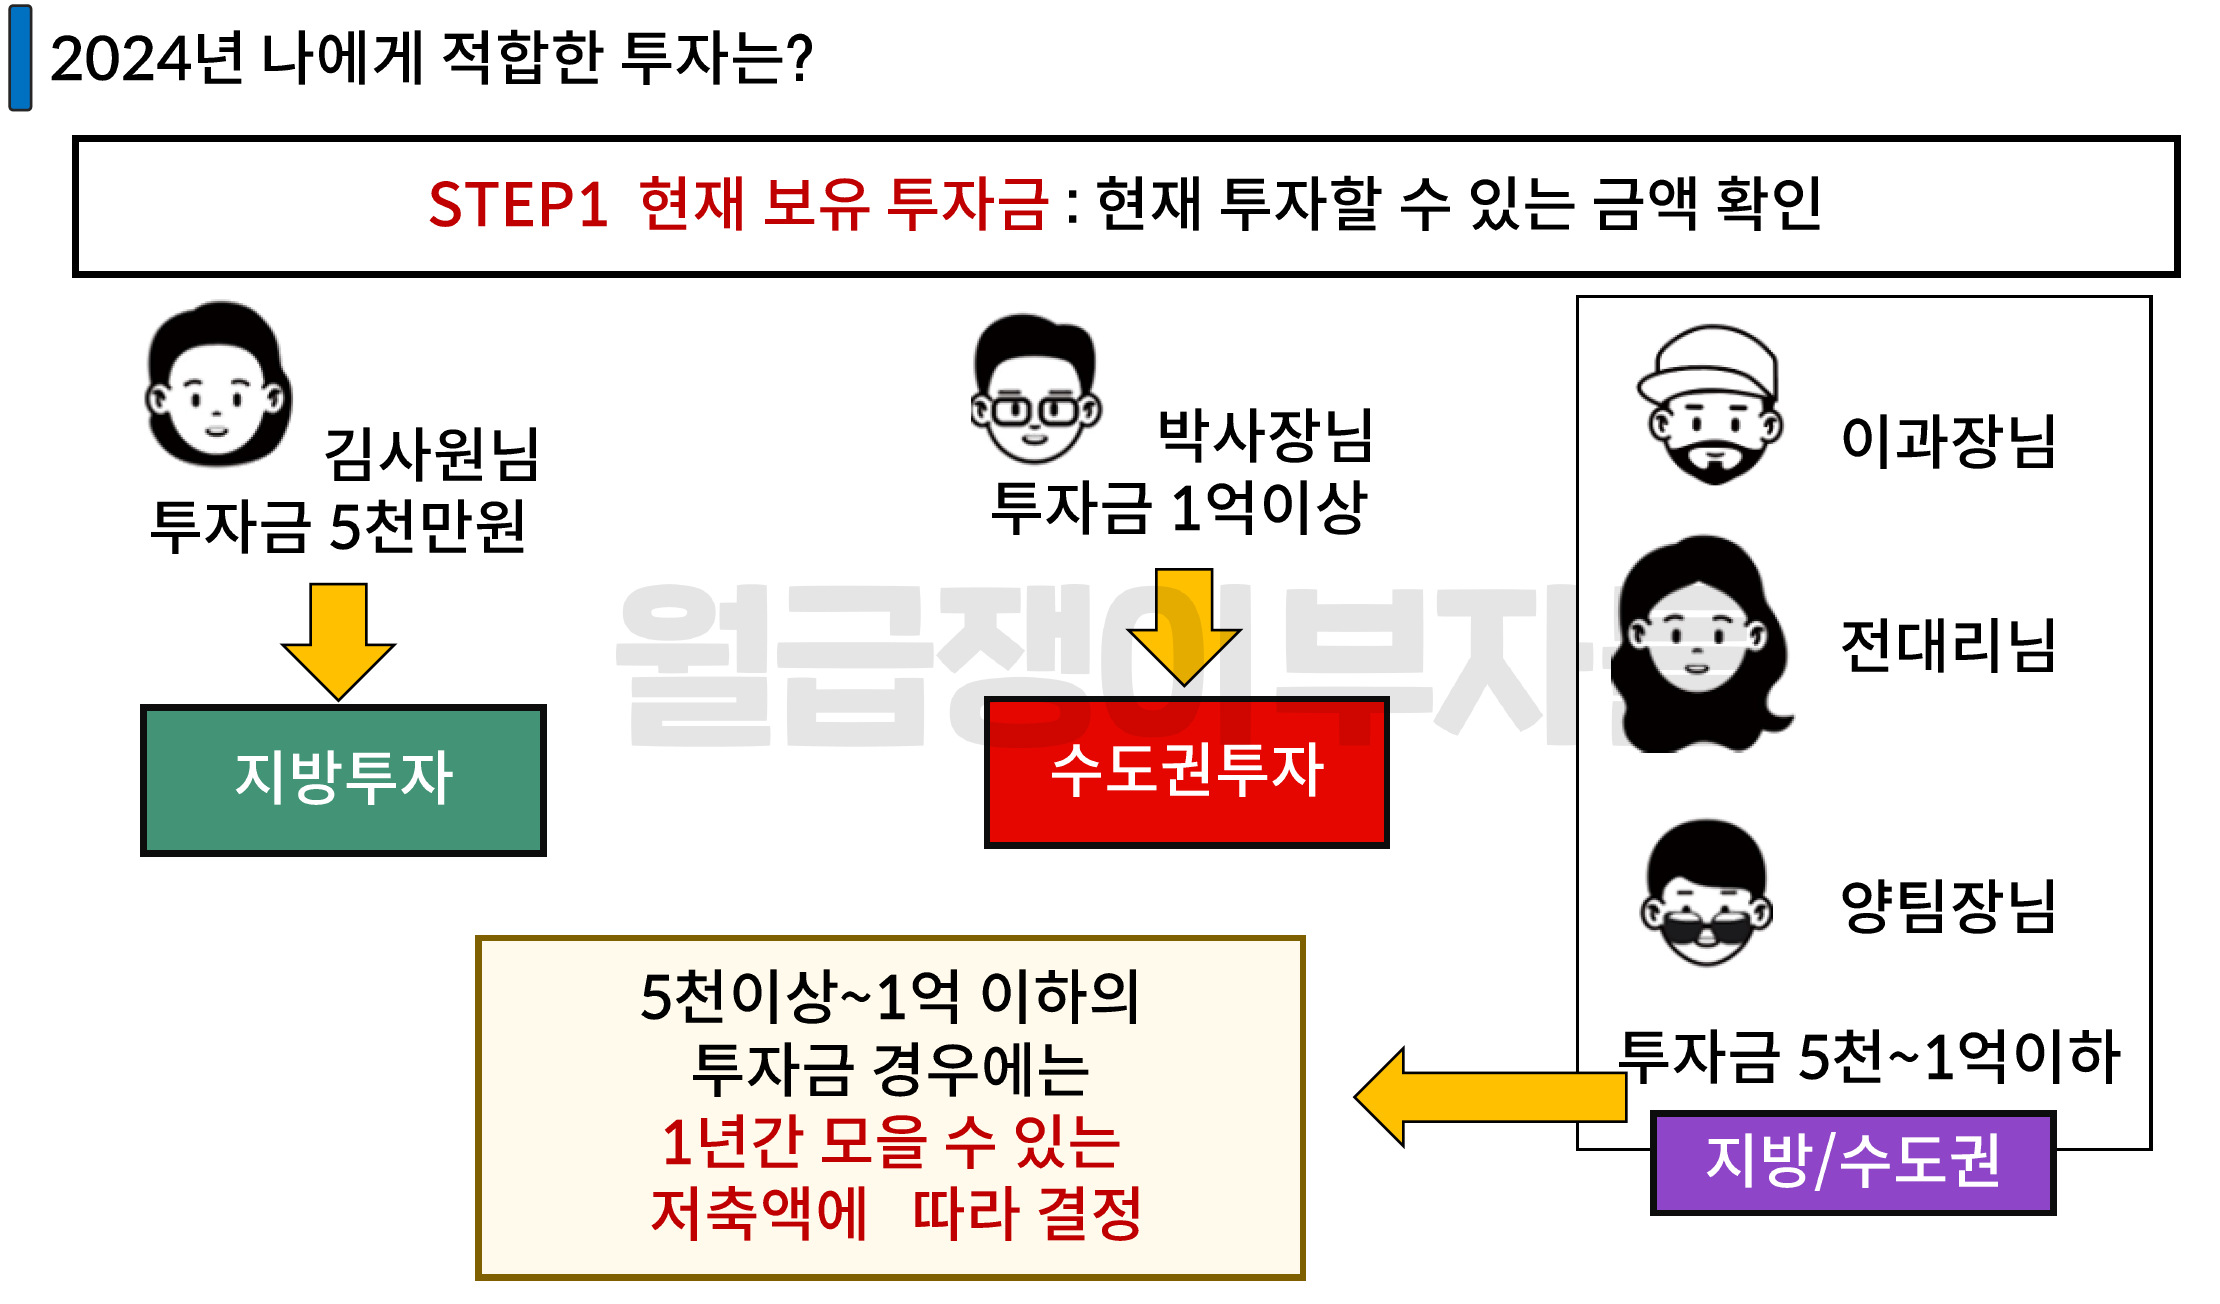 2024년 나에게 적합한 투자는?
STEP1 현재 보유 투자금 : 현재 투자할 수 있는 금액 확인
김사원님
투자금 5천만원
지방투자
박사장님
투자금 1억이상
수도권투자
이과장님
전대리님
양팀장님
투자금 5천~1억이하
지방/수도권
5천이상~1억 이하의
투자금 경우에는
1년간 모을 수 있는
저축액에 따라 결정
월급쟁이부자